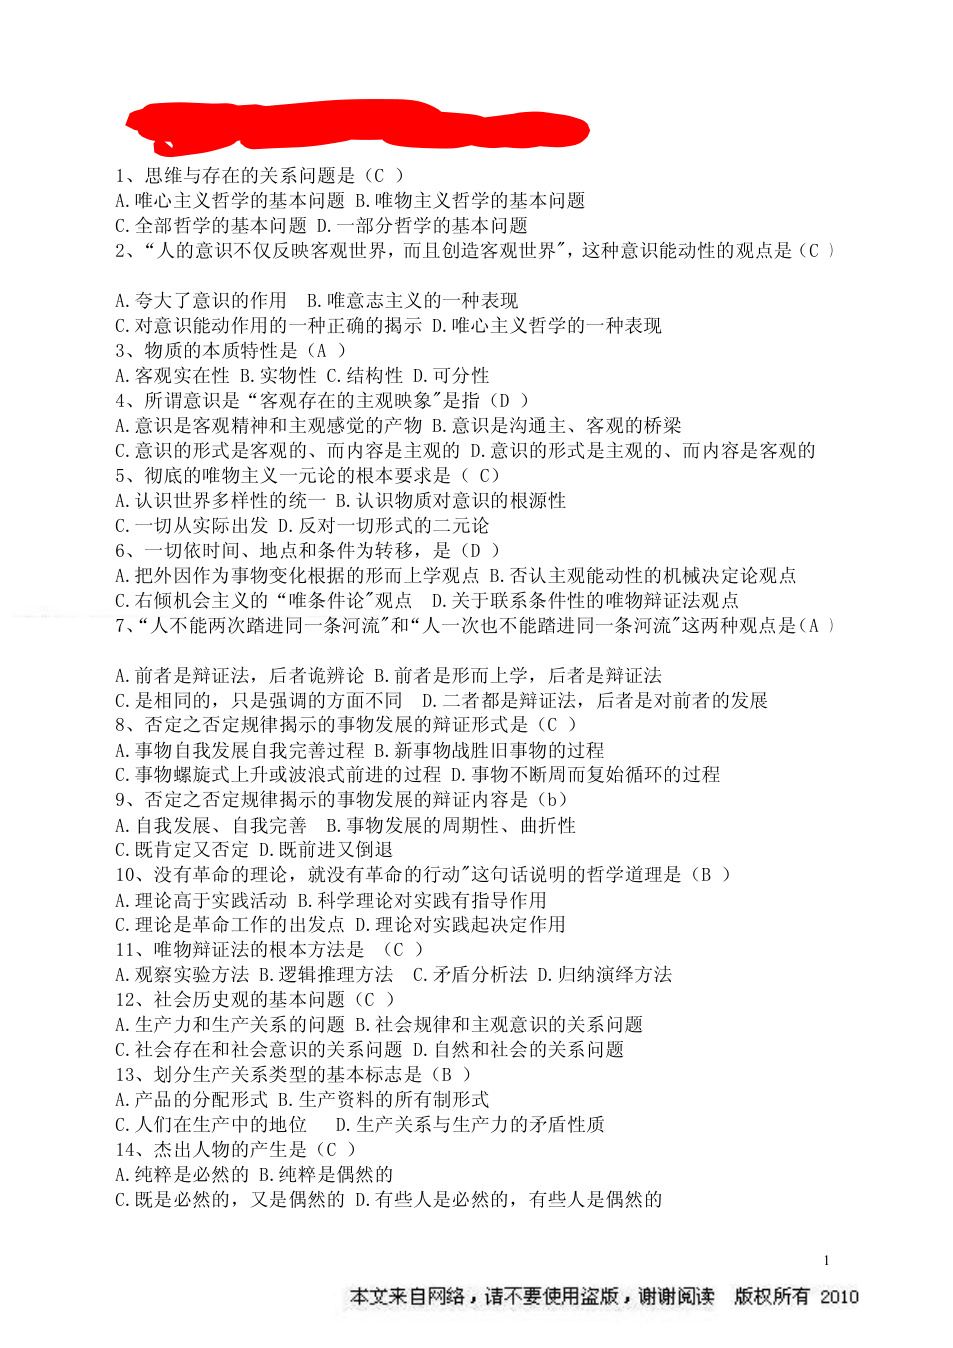 1、思维与存在的关系问题是（C ）
A.唯心主义哲学的基本问题 B.唯物主义哲学的基本问题
C.全部哲学的基本问题 D.一部分哲学的基本问题
2、“人的意识不仅反映客观世界，而且创造客观世界”，这种意识能动性的观点是（C ）
A.夸大了意识的作用 B.唯意志主义的一种表现
C.对意识能动作用的一种正确的揭示 D.唯心主义哲学的一种表现
3、物质的本质特性是（A ）
A.客观实在性 B.实物性 C.结构性 D.可分性
4、所谓意识是“客观存在的主观映象”是指（D ）
A.意识是客观精神和主观感觉的产物 B.意识是沟通主、客观的桥梁
C.意识的形式是客观的、而内容是主观的 D.意识的形式是主观的、而内容是客观的
5、彻底的唯物主义一元论的根本要求是（ C）
A.认识世界多样性的统一 B.认识物质对意识的根源性
C.一切从实际出发 D.反对一切形式的二元论
6、一切依时间、地点和条件为转移，是（D ）
A.把外因作为事物变化根据的形而上学观点 B.否认主观能动性的机械决定论观点
C.右倾机会主义的“唯条件论”观点 D.关于联系条件性的唯物辩证法观点
7、“人不能两次踏进同一条河流”和“人一次也不能踏进同一条河流”这两种观点是（A ）
A.前者是辩证法，后者诡辨论 B.前者是形而上学，后者是辩证法
C.是相同的，只是强调的方面不同 D.二者都是辩证法，后者是对前者的发展
8、否定之否定规律揭示的事物发展的辩证形式是（C ）
A.事物自我发展自我完善过程 B.新事物战胜旧事物的过程
C.事物螺旋式上升或波浪式前进的过程 D.事物不断周而复始循环的过程
9、否定之否定规律揭示的事物发展的辩证内容是（b）
A.自我发展、自我完善 B.事物发展的周期性、曲折性
C.既肯定又否定 D.既前进又倒退
10、没有革命的理论，就没有革命的行动”这句话说明的哲学道理是（B ）
A.理论高于实践活动 B.科学理论对实践有指导作用
C.理论是革命工作的出发点 D.理论对实践起决定作用
11、唯物辩证法的根本方法是 （C ）
A.观察实验方法 B.逻辑推理方法 C.矛盾分析法 D.归纳演绎方法
12、社会历史观的基本问题（C ）
A.生产力和生产关系的问题 B.社会规律和主观意识的关系问题
C.社会存在和社会意识的关系问题 D.自然和社会的关系问题
13、划分生产关系类型的基本标志是（B ）
A.产品的分配形式 B.生产资料的所有制形式
C.人们在生产中的地位 D.生产关系与生产力的矛盾性质
14、杰出人物的产生是（C ）
A.纯粹是必然的 B.纯粹是偶然的
C.既是必然的，又是偶然的 D.有些人是必然的，有些人是偶然的
1
本文来自网络，请不要使用盗版，谢谢阅读 版权所有 2010